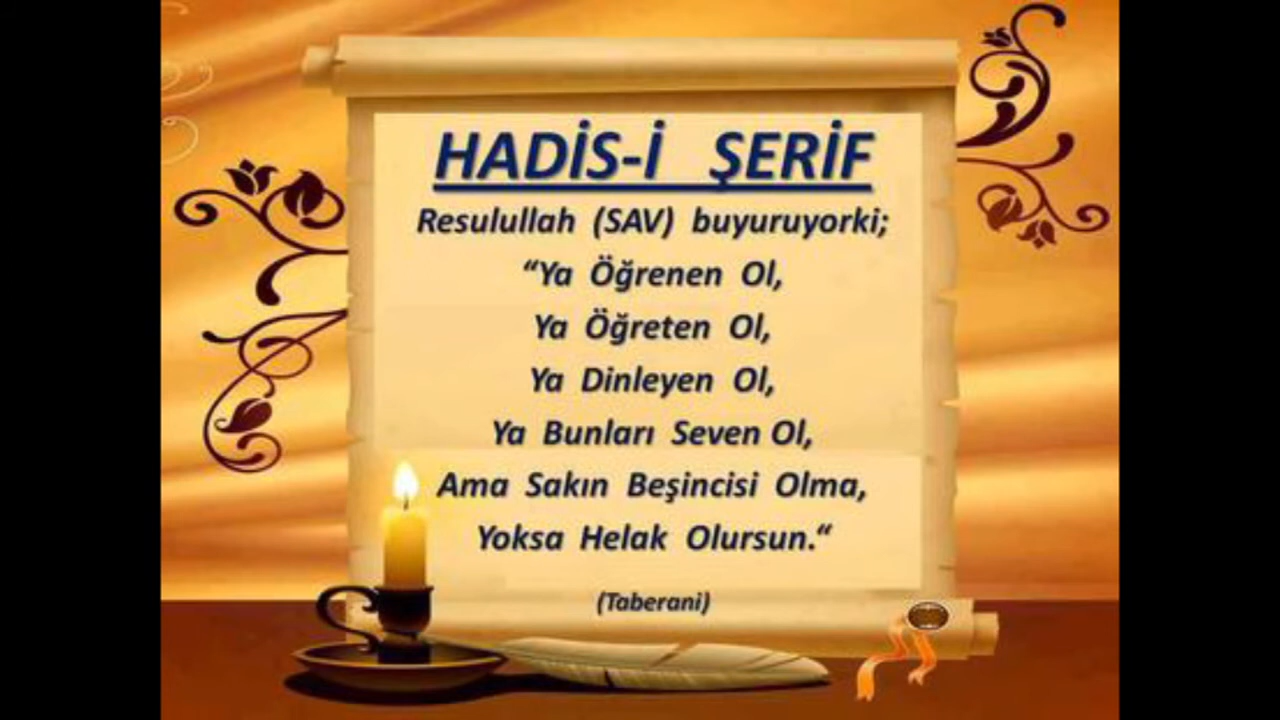 HADİS-İ ŞERİF
Resulullah (SAV) buyuruyorki;
“Ya Öğrenen Ol,
Ya Öğreten Ol,
Ya Dinleyen Ol,
Ya Bunları Seven Ol,
Ama Sakın Beşincisi Olma,
Yoksa Helak Olursun.“
(Taberani)